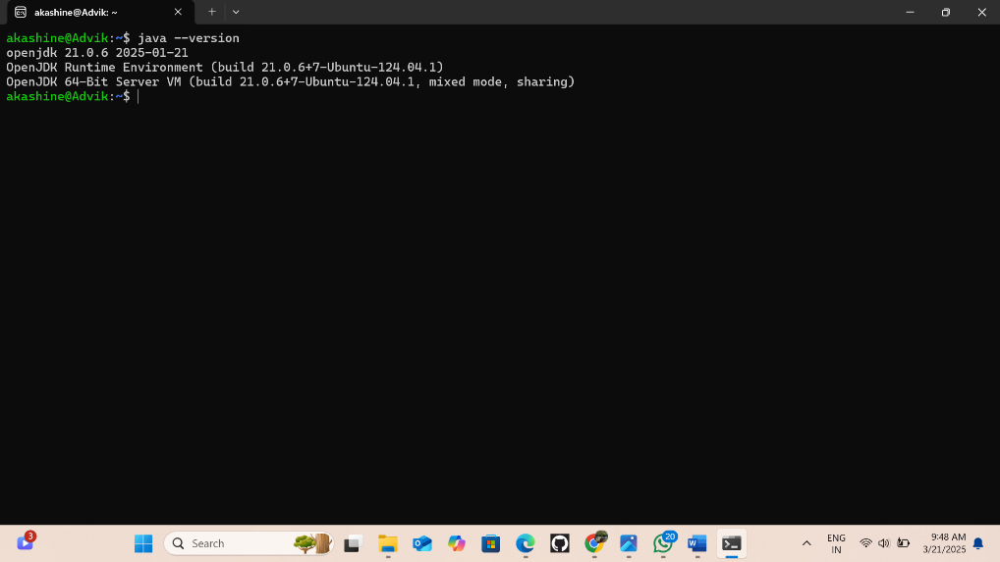 akashine@Advik: ~
akashine@Advik:~$ java --version
openjdk 21.0.6 2025-01-21
OpenJDK Runtime Environment (build 21.0.6+7-Ubuntu-124.04.1)
OpenJDK 64-Bit Server VM (build 21.0.6+7-Ubuntu-124.04.1, mixed mode, sharing)
akashine@Advik:~$
3
Search
20
ENG
IN
9:48 AM
3/21/2025